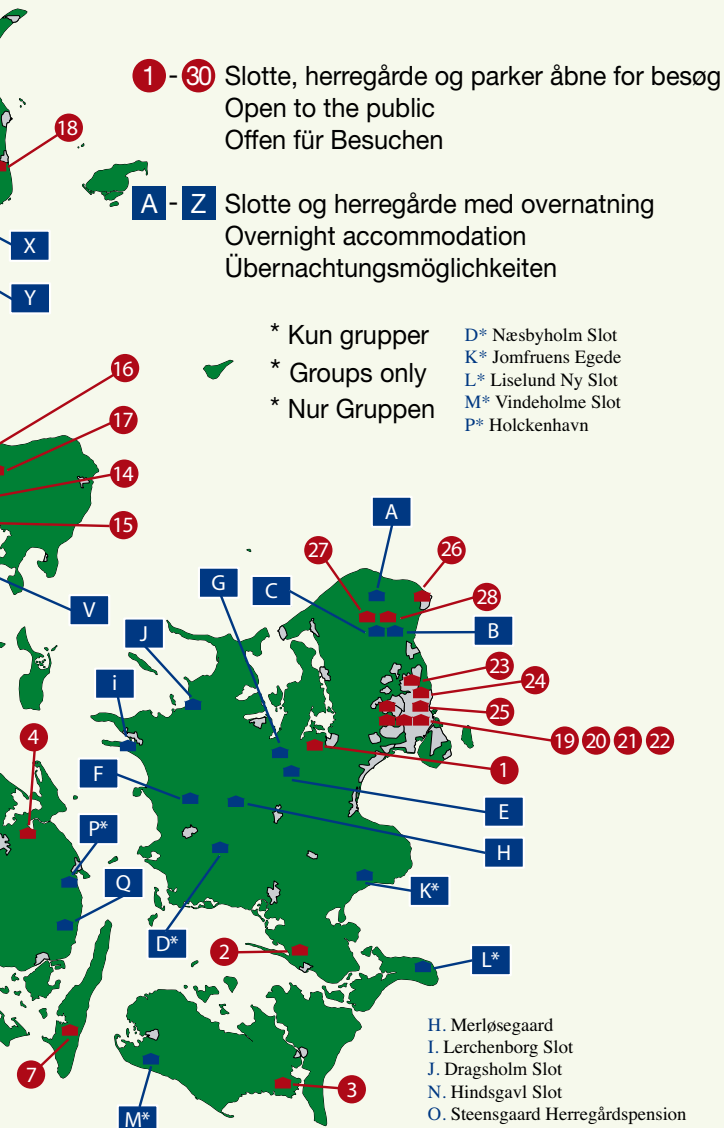 1 - 30 Slotte, herregårde og parker åbne for besøg
Open to the public
Offen für Besuchen
18
A - Z Slotte og herregårde med overnatning
Overnight accommodation
Übernachtungsmöglichkeiten
X
Y
* Kun grupper
* Groups only
* Nur Gruppen
D* Næsbyholm Slot
K* Jomfruens Egede
L* Liselund Ny Slot
M* Vindeholme Slot
P* Holckenhavn
16
17
14
15
A
27
26
G
C
28
V
J
B
23
i
24
25
4
19 20 21 22
1
F
E
P*
H
Q
K*
D*
2
L*
7
3
M*
H. Merløsegaard
I. Lerchenborg Slot
J. Dragsholm Slot
N. Hindsgavl Slot
O. Steensgaard Herregårdspension